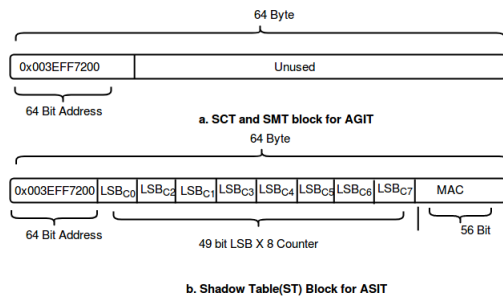 64 Byte
0x003EFF7200 Unused
64 Bit Address
a. SCT and SMT block for AGIT
64 Byte
0x003EFF7200 LSBC0 LSBC2 LSBC1 LSBC3 LSBC4 LSBC5 LSBC6 LSBC7 MAC
64 Bit Address
49 bit LSB X 8 Counter
56 Bit
b. Shadow Table(ST) Block for ASIT